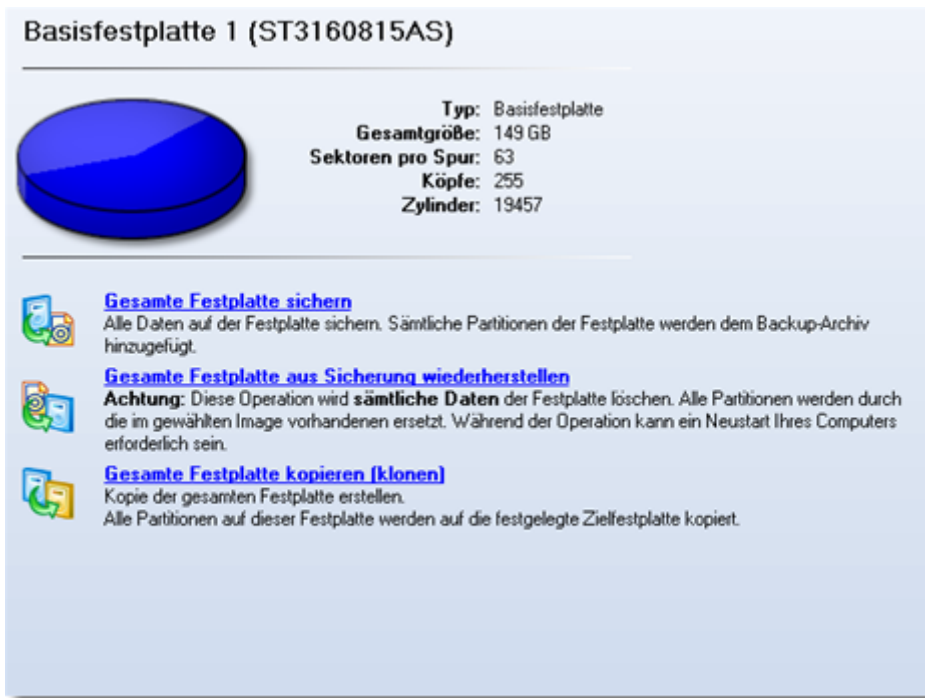 Basisfestplatte 1 (ST3160815AS)
Typ: Basisfestplatte
Gesamtgröße: 149 GB
Sektoren pro Spur: 63
Köpfe: 255
Zylinder: 19457
Gesamte Festplatte sichern
Alle Daten auf der Festplatte sichern. Sämtliche Partitionen der Festplatte werden dem Backup-Archiv
hinzugefügt.
Gesamte Festplatte aus Sicherung wiederherstellen
Achtung: Diese Operation wird sämtliche Daten der Festplatte löschen. Alle Partitionen werden durch
die im gewählten Image vorhandenen ersetzt. Während der Operation kann ein Neustart Ihres Computers
erforderlich sein.
Gesamte Festplatte kopieren (klonen)
Kopie der gesamten Festplatte erstellen.
Alle Partitionen auf dieser Festplatte werden auf die festgelegte Zielfestplatte kopiert.